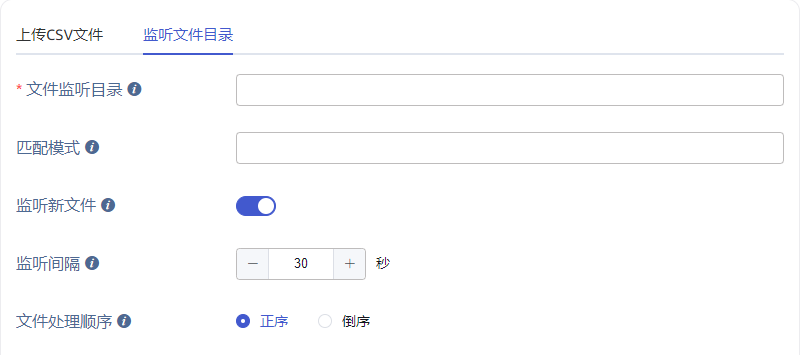 上传CSV文件 监听文件目录
* 文件监听目录
匹配模式
监听新文件
监听间隔 − 30 + 秒
文件处理顺序 正序 倒序